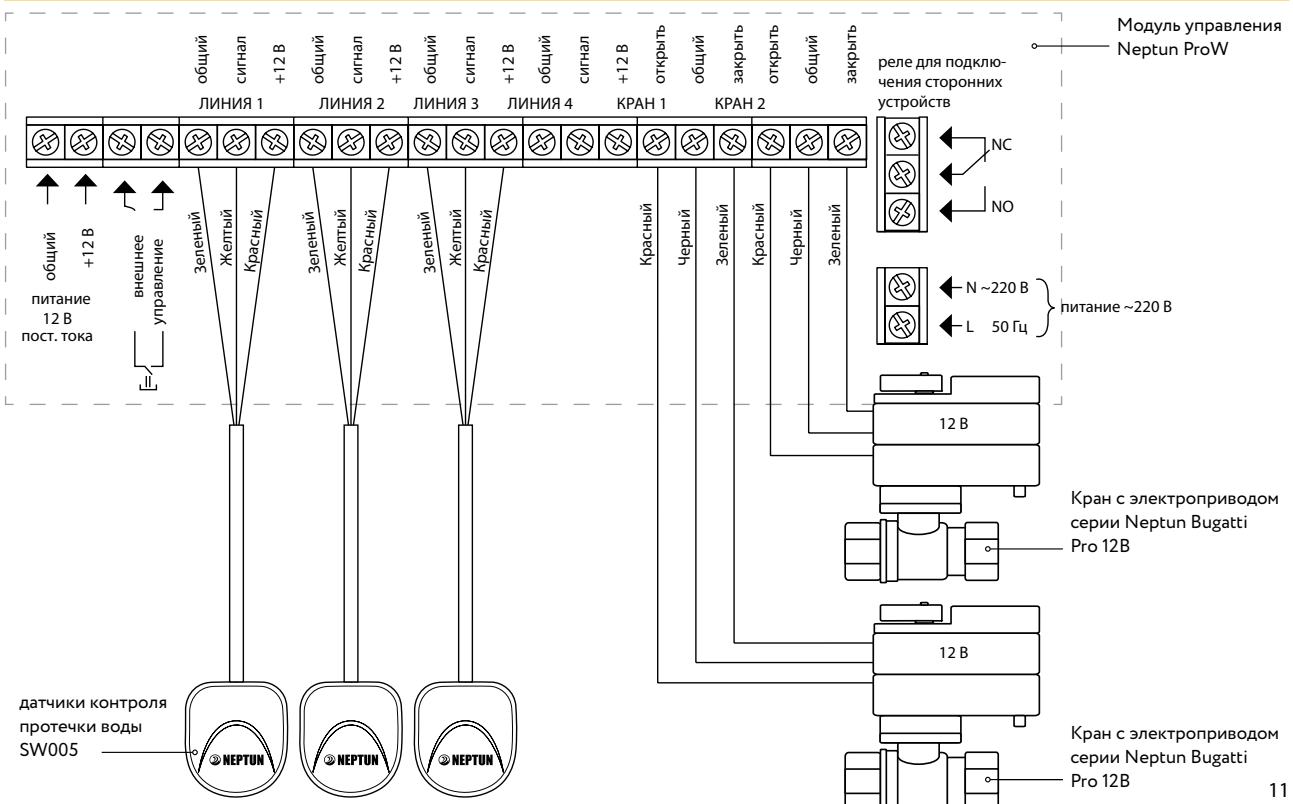 Модуль управления
Neptun ProW
общий
сигнал
+12 В
общий
сигнал
+12 В
общий
сигнал
+12 В
общий
сигнал
+12 В
открыть
общий
закрыть
открыть
общий
закрыть
реле для подклю-
чения сторонних
устройств
ЛИНИЯ 1
ЛИНИЯ 2
ЛИНИЯ 3
ЛИНИЯ 4
КРАН 1
КРАН 2
NC
NO
общий
+12 В
питание
12 В
пост. тока
внешнее
управление
Зеленый
Желтый
Красный
Зеленый
Желтый
Красный
Зеленый
Желтый
Красный
Красный
Черный
Зеленый
Красный
Черный
Зеленый
N ~220 В
L 50 Гц
питание ~220 В
12 В
Кран с электроприводом
серии Neptun Bugatti
Pro 12В
12 В
Кран с электроприводом
серии Neptun Bugatti
Pro 12В
датчики контроля
протечки воды
SW005
NEPTUN
NEPTUN
NEPTUN
11